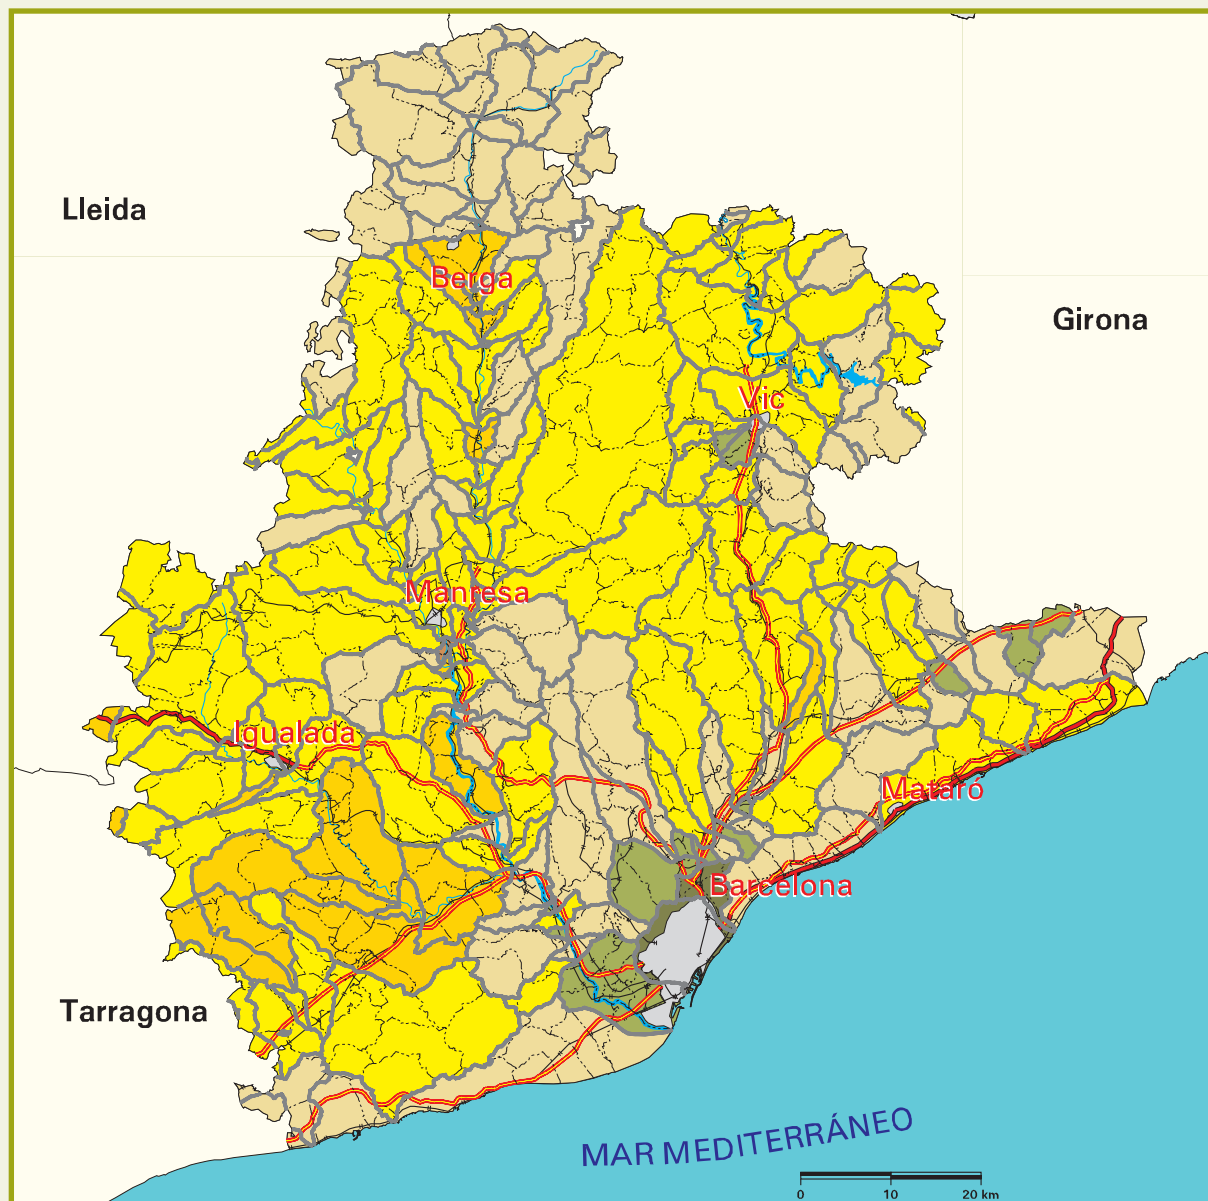 Lleida
Berga
Girona
Vic
Manresa
Igualada
Mataró
Barcelona
Tarragona
MAR MEDITERRÁNEO
0 10 20 km